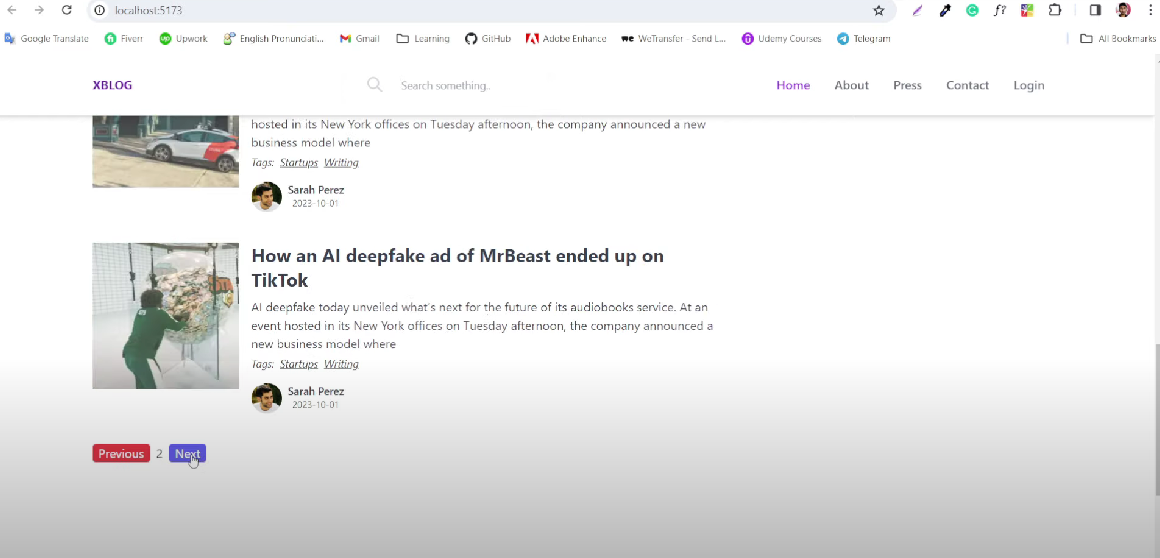 localhost:5173
Google Translate Fiverr Upwork English Pronunciati... Gmail Learning GitHub Adobe Enhance WeTransfer - Send L... Udemy Courses Telegram All Bookmarks
XBLOG Search something.. Home About Press Contact Login
hosted in its New York offices on Tuesday afternoon, the company announced a new
business model where
Tags: Startups Writing
Sarah Perez
2023-10-01
How an AI deepfake ad of MrBeast ended up on
TikTok
AI deepfake today unveiled what's next for the future of its audiobooks service. At an
event hosted in its New York offices on Tuesday afternoon, the company announced a
new business model where
Tags: Startups Writing
Sarah Perez
2023-10-01
Previous 2 Next